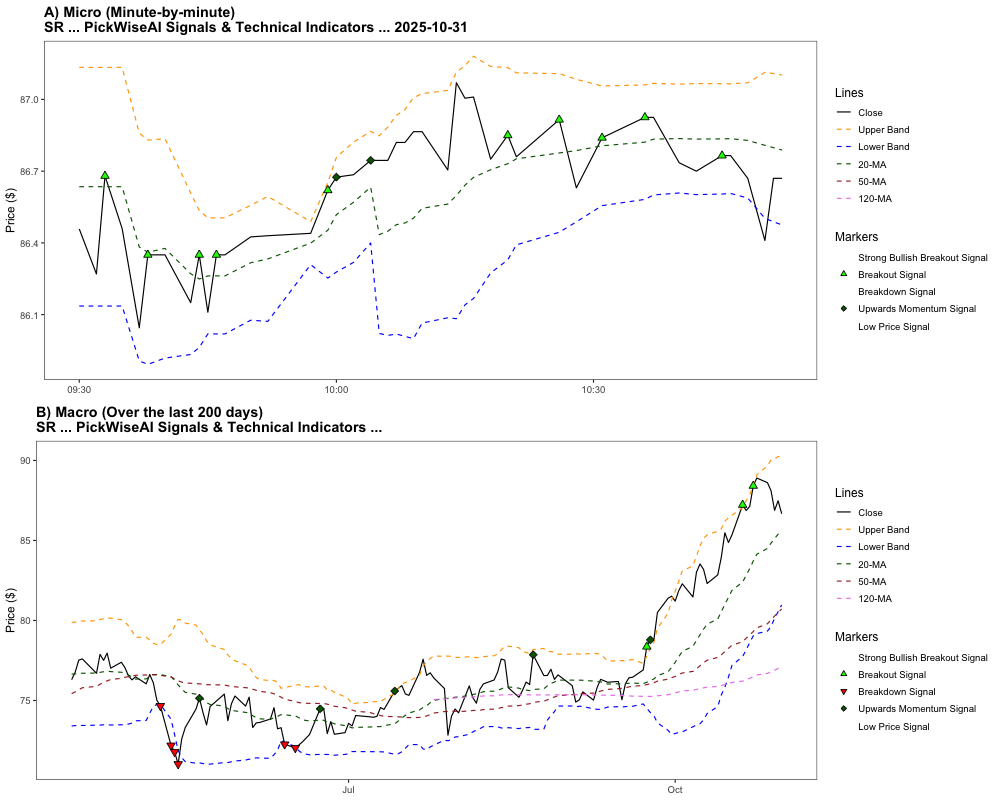 A) Micro (Minute-by-minute)
SR ... PickWiseAI Signals & Technical Indicators ... 2025-10-31
Price ($)
87.0
86.7
86.4
86.1
09:30
10:00
10:30
Lines
Close
Upper Band
Lower Band
20-MA
50-MA
120-MA
Markers
Strong Bullish Breakout Signal
Breakout Signal
Breakdown Signal
Upwards Momentum Signal
Low Price Signal
B) Macro (Over the last 200 days)
SR ... PickWiseAI Signals & Technical Indicators ...
Price ($)
90
85
80
75
Jul
Oct
Lines
Close
Upper Band
Lower Band
20-MA
50-MA
120-MA
Markers
Strong Bullish Breakout Signal
Breakout Signal
Breakdown Signal
Upwards Momentum Signal
Low Price Signal